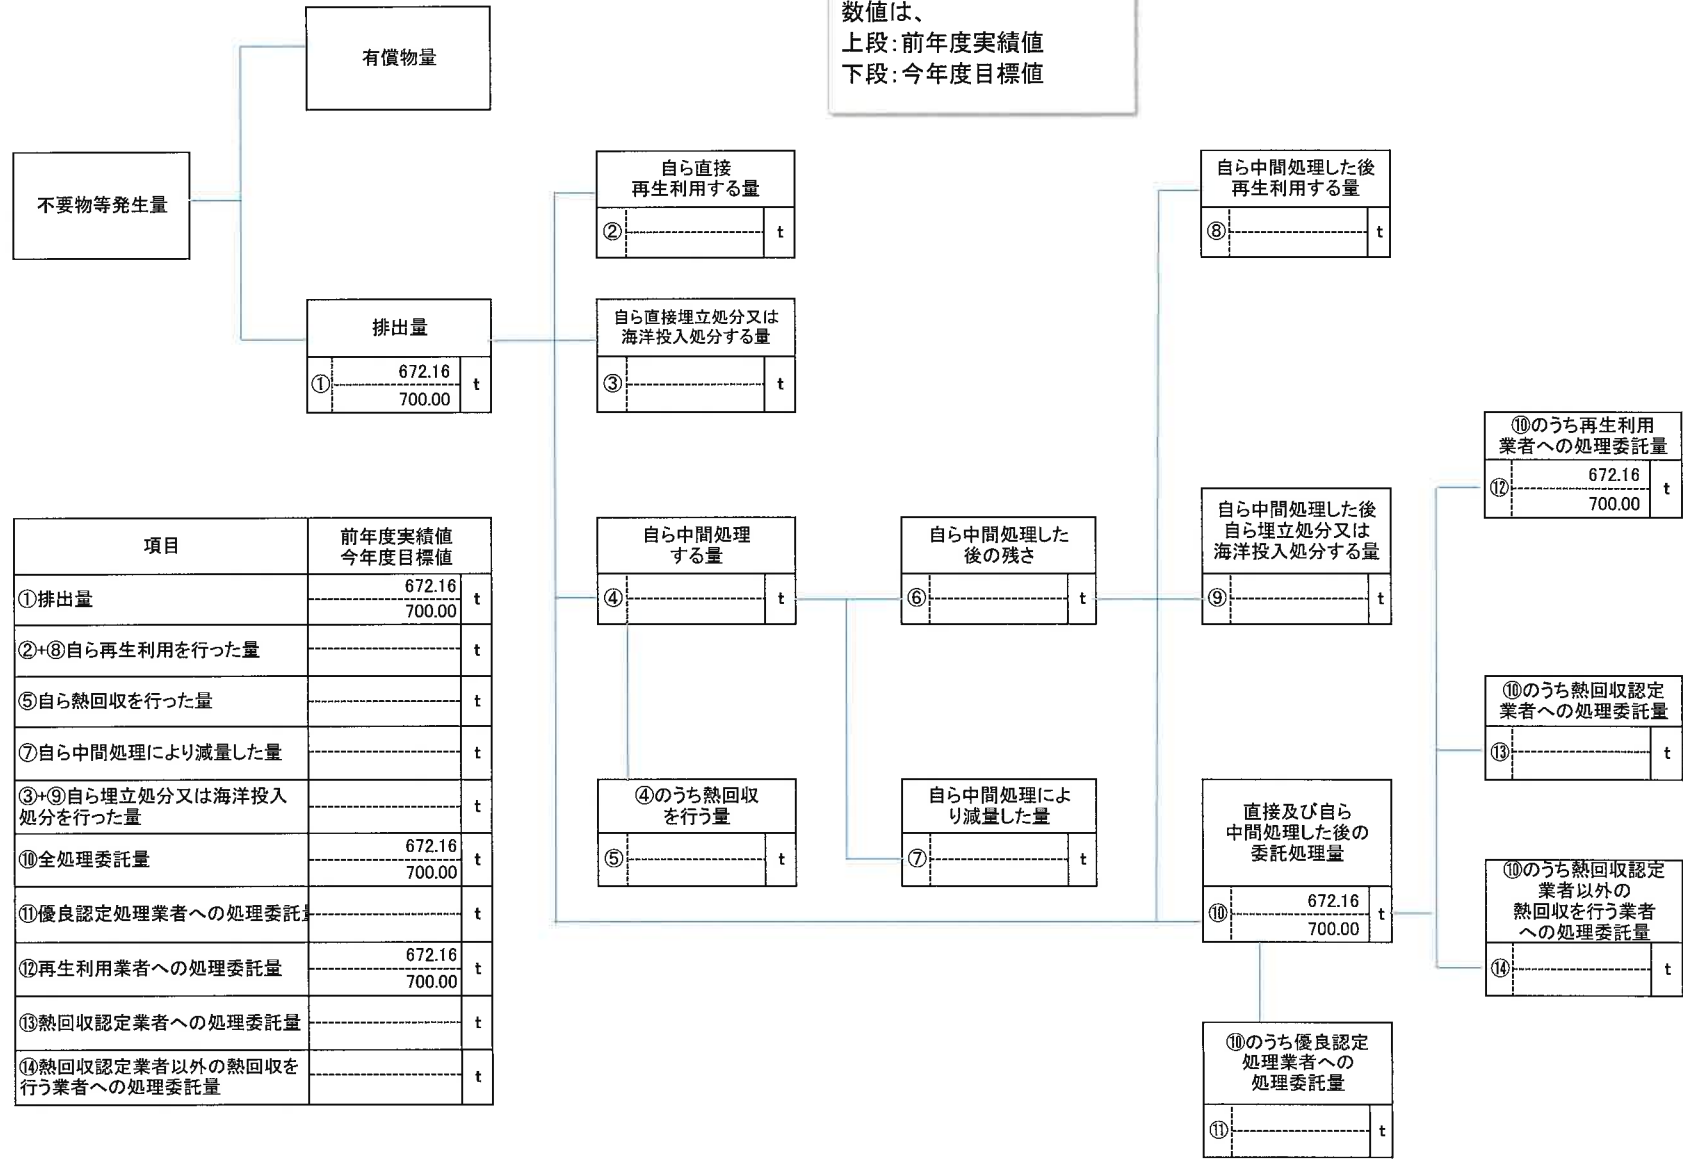 数値は、
上段：前年度実績値
下段：今年度目標値
有償物量
不要物等発生量
排出量
① 672.16 t
700.00
自ら直接
再生利用する量
② t
自ら直接埋立処分又は
海洋投入処分する量
③ t
自ら中間処理
する量
④ t
④のうち熱回収
を行う量
⑤ t
自ら中間処理した
後の残さ
⑥ t
自ら中間処理によ
り減量した量
⑦ t
自ら中間処理した後
再生利用する量
⑧ t
自ら中間処理した後
自ら埋立処分又は
海洋投入処分する量
⑨ t
直接及び自ら
中間処理した後の
委託処理量
⑩ 672.16 t
700.00
⑩のうち優良認定
処理業者への
処理委託量
⑪ t
⑩のうち再生利用
業者への処理委託量
⑫ 672.16 t
700.00
⑩のうち熱回収認定
業者への処理委託量
⑬ t
⑩のうち熱回収認定
業者以外の
熱回収を行う業者
への処理委託量
⑭ t
項目 前年度実績値
今年度目標値
①排出量 672.16 t
700.00
②+⑧自ら再生利用を行った量 t
⑤自ら熱回収を行った量 t
⑦自ら中間処理により減量した量 t
③+⑨自ら埋立処分又は海洋投入
処分を行った量 t
⑩全処理委託量 672.16 t
700.00
⑪優良認定処理業者への処理委託 t
⑫再生利用業者への処理委託量 672.16 t
700.00
⑬熱回収認定業者への処理委託量 t
⑭熱回収認定業者以外の熱回収を
行う業者への処理委託量 t